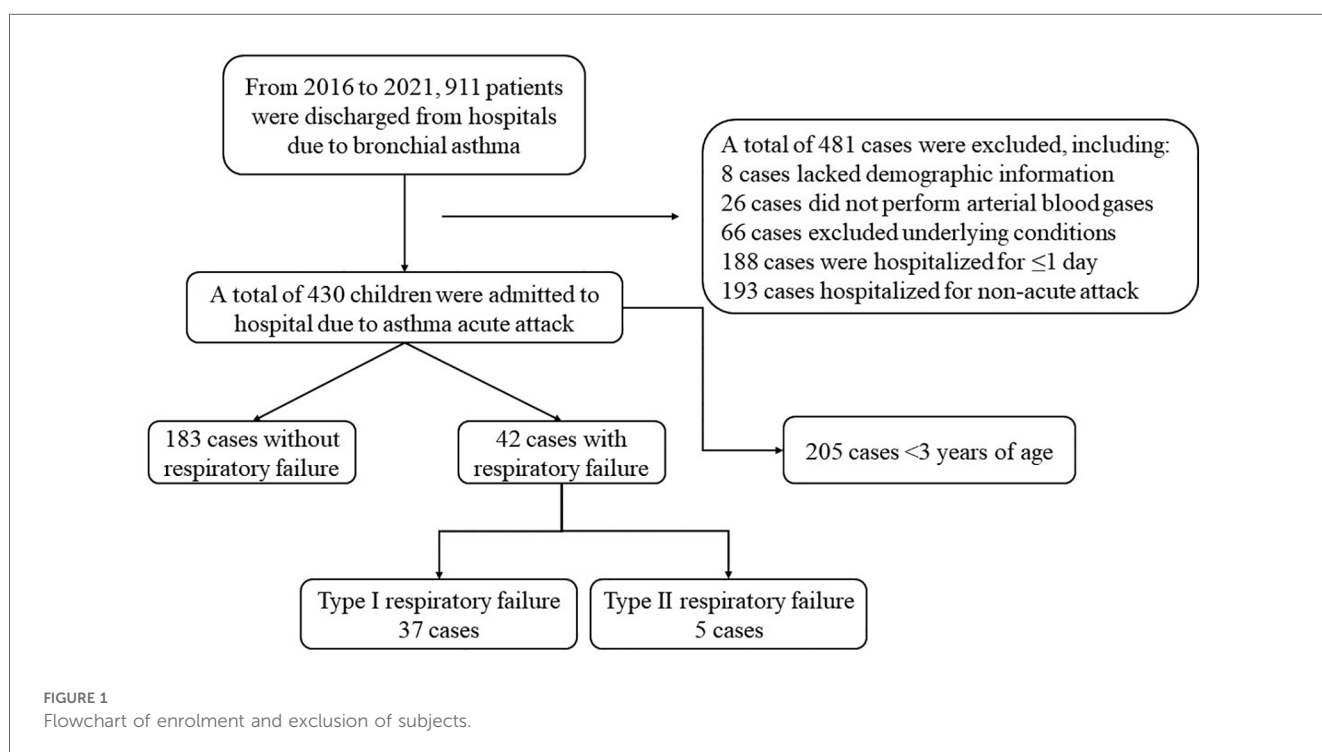 From 2016 to 2021, 911 patients
were discharged from hospitals
due to bronchial asthma
A total of 481 cases were excluded, including:
8 cases lacked demographic information
26 cases did not perform arterial blood gases
66 cases excluded underlying conditions
188 cases were hospitalized for ≤1 day
193 cases hospitalized for non-acute attack
A total of 430 children were admitted to
hospital due to asthma acute attack
183 cases without
respiratory failure
42 cases with
respiratory failure
205 cases <3 years of age
Type I respiratory failure
37 cases
Type II respiratory failure
5 cases
FIGURE 1
Flowchart of enrolment and exclusion of subjects.